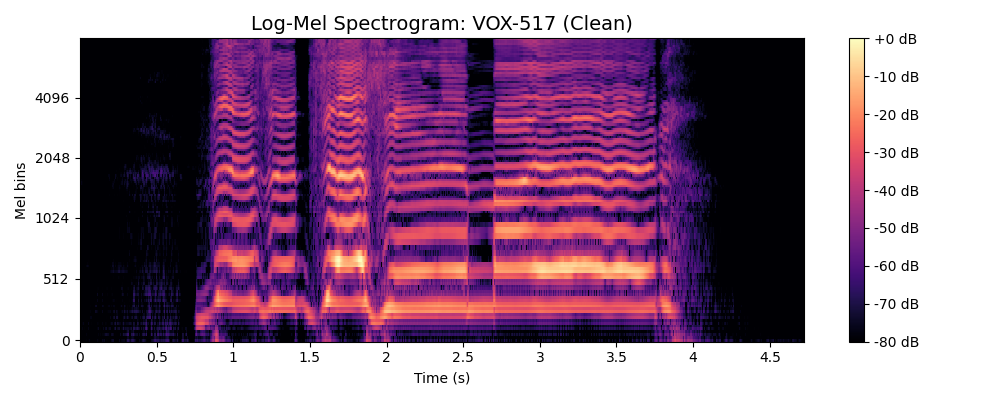 Log-Mel Spectrogram: VOX-517 (Clean)
Mel bins
4096
2048
1024
512
0
0 0.5 1 1.5 2 2.5 3 3.5 4 4.5
Time (s)
+0 dB
-10 dB
-20 dB
-30 dB
-40 dB
-50 dB
-60 dB
-70 dB
-80 dB